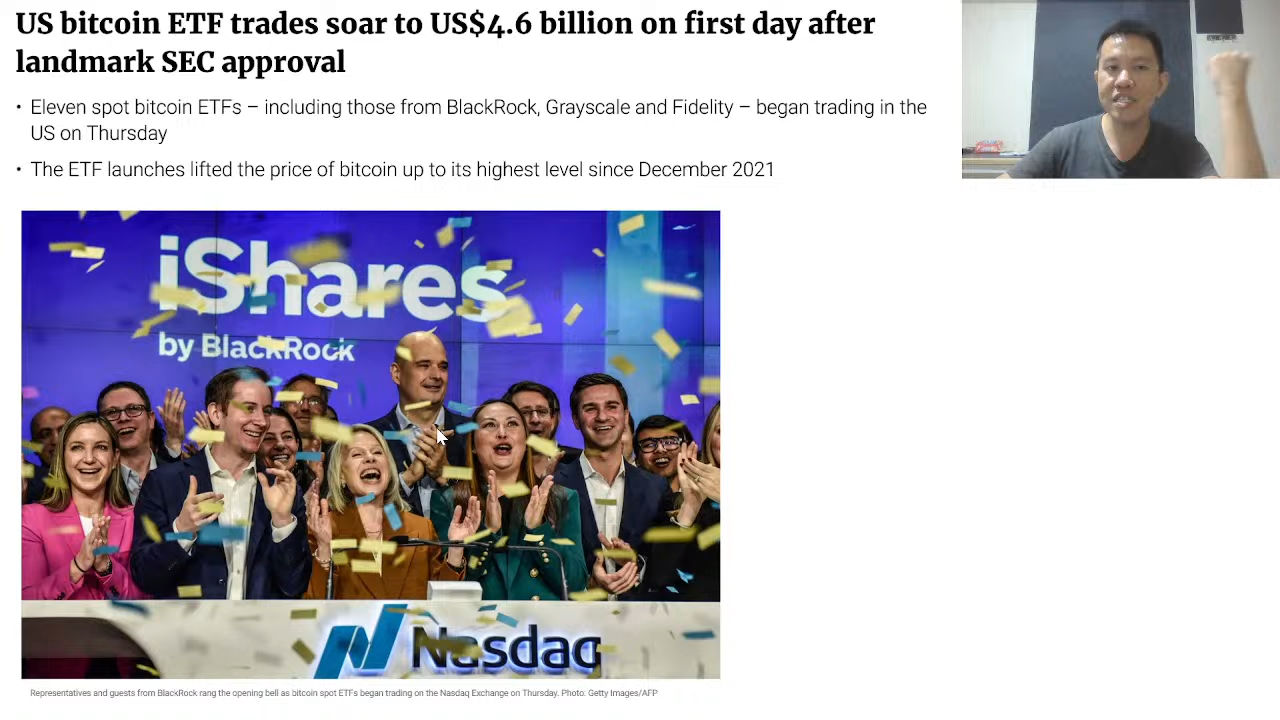 US bitcoin ETF trades soar to US$4.6 billion on first day after
landmark SEC approval
• Eleven spot bitcoin ETFs – including those from BlackRock, Grayscale and Fidelity – began trading in the
US on Thursday
• The ETF launches lifted the price of bitcoin up to its highest level since December 2021
iShares
by BlackRock
Nasdaq
Representatives and guests from BlackRock rang the opening bell as bitcoin spot ETFs began trading on the Nasdaq Exchange on Thursday. Photo: Getty Images/AFP